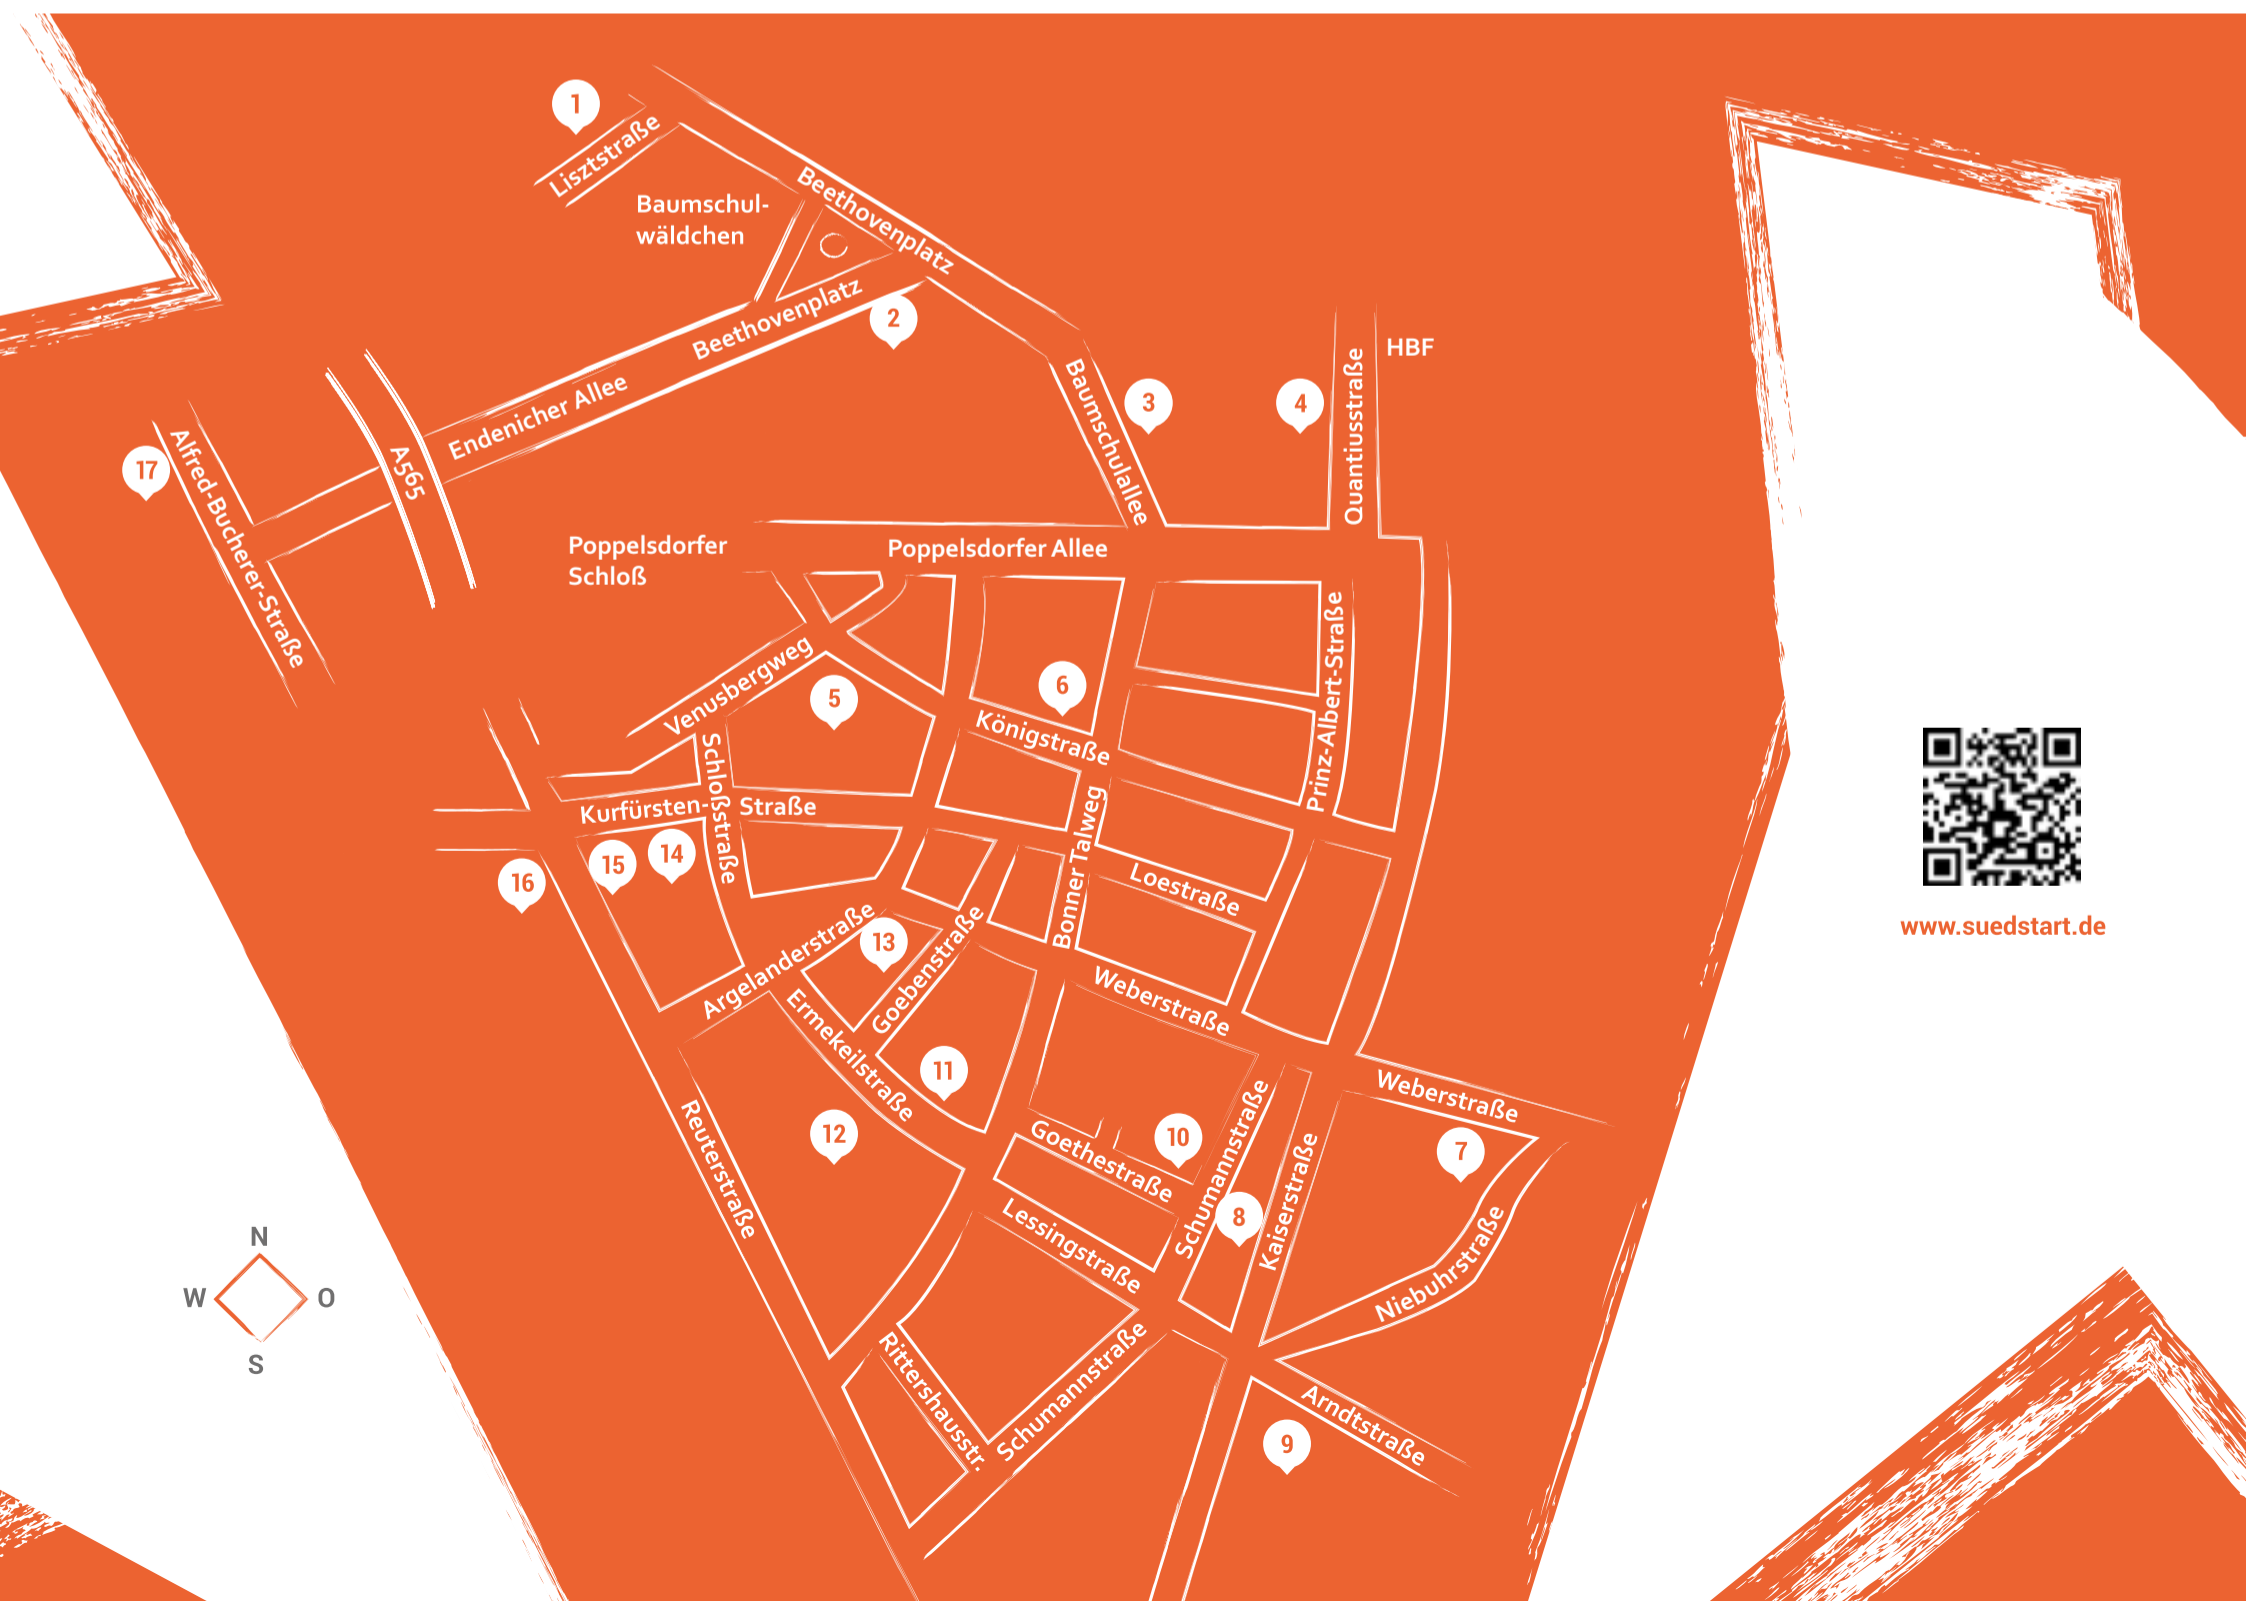 1
Lisztstraße
Baumschul-
wäldchen
Beethovenplatz
Beethovenplatz
2
Endenicher Allee
HBF
Baumschulallee
3
4
Quantiusstraße
17
Alfred-Bucherer-Straße
A565
Poppelsdorfer
Schloß
Poppelsdorfer Allee
Venusbergweg
5
6
Königstraße
Prinz-Albert-Straße
Schloßstraße
Kurfürsten- Straße
Bonner Talweg
16
15
14
Loestraße
www.suedstart.de
Argelanderstraße
13
Goebenstraße
Weberstraße
Ermekeilstraße
11
Weberstraße
Reuterstraße
12
Goethestraße
10
Schumannstraße
7
Lessingstraße
8
Kaiserstraße
Niebuhrstraße
N
W
O
S
Rittershausstr.
Schumannstraße
Arndtstraße
9